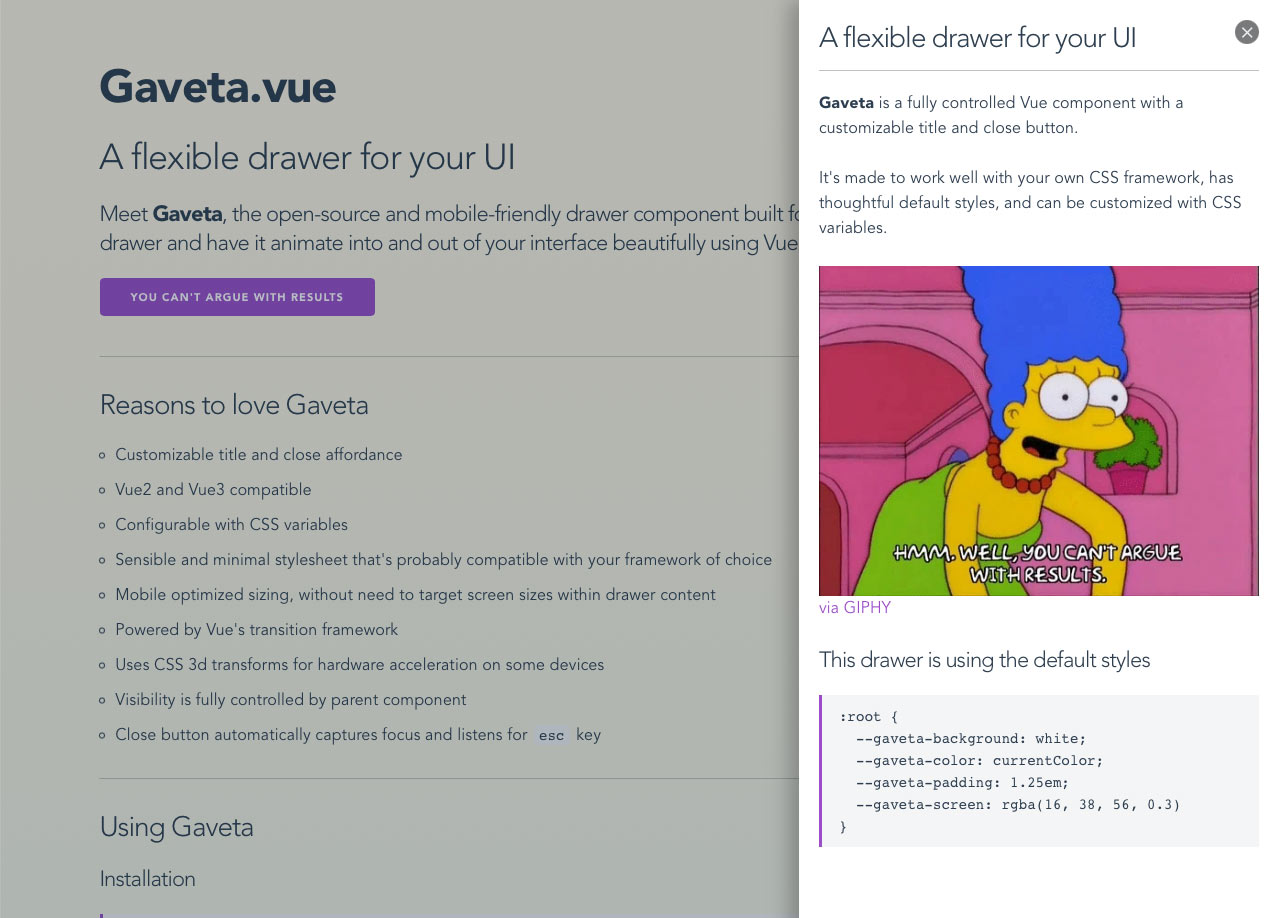 Gaveta.vue
A flexible drawer for your UI
Meet Gaveta, the open-source and mobile-friendly drawer component built
drawer and have it animate into and out of your interface beautifully using Vue
YOU CAN'T ARGUE WITH RESULTS
Reasons to love Gaveta
Customizable title and close affordance
Vue2 and Vue3 compatible
Configurable with CSS variables
Sensible and minimal stylesheet that's probably compatible with your framework of choice
Mobile optimized sizing, without need to target screen sizes within drawer content
Powered by Vue's transition framework
Uses CSS 3d transforms for hardware acceleration on some devices
Visibility is fully controlled by parent component
Close button automatically captures focus and listens for esc key
Using Gaveta
Installation
A flexible drawer for your UI
Gaveta is a fully controlled Vue component with a
customizable title and close button.
It's made to work well with your own CSS framework, has
thoughtful default styles, and can be customized with CSS
variables.
HMM. WELL, YOU CAN'T ARGUE
WITH RESULTS.
via GIPHY
This drawer is using the default styles
:root {
--gaveta-background: white;
--gaveta-color: currentColor;
--gaveta-padding: 1.25em;
--gaveta-screen: rgba(16, 38, 56, 0.3)
}